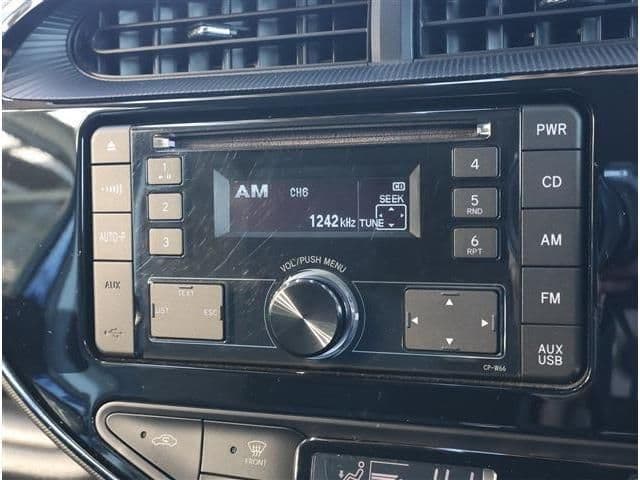 PWR
1
4
AM CH6 CD
SEEK
CD
2
5
RND
1242 kHz TUNE
AUTO-P
3
6
RPT
AM
VOL/PUSH MENU
AUX
TEXT
LIST ESC
FM
AUX
USB
CP-W66
FRONT